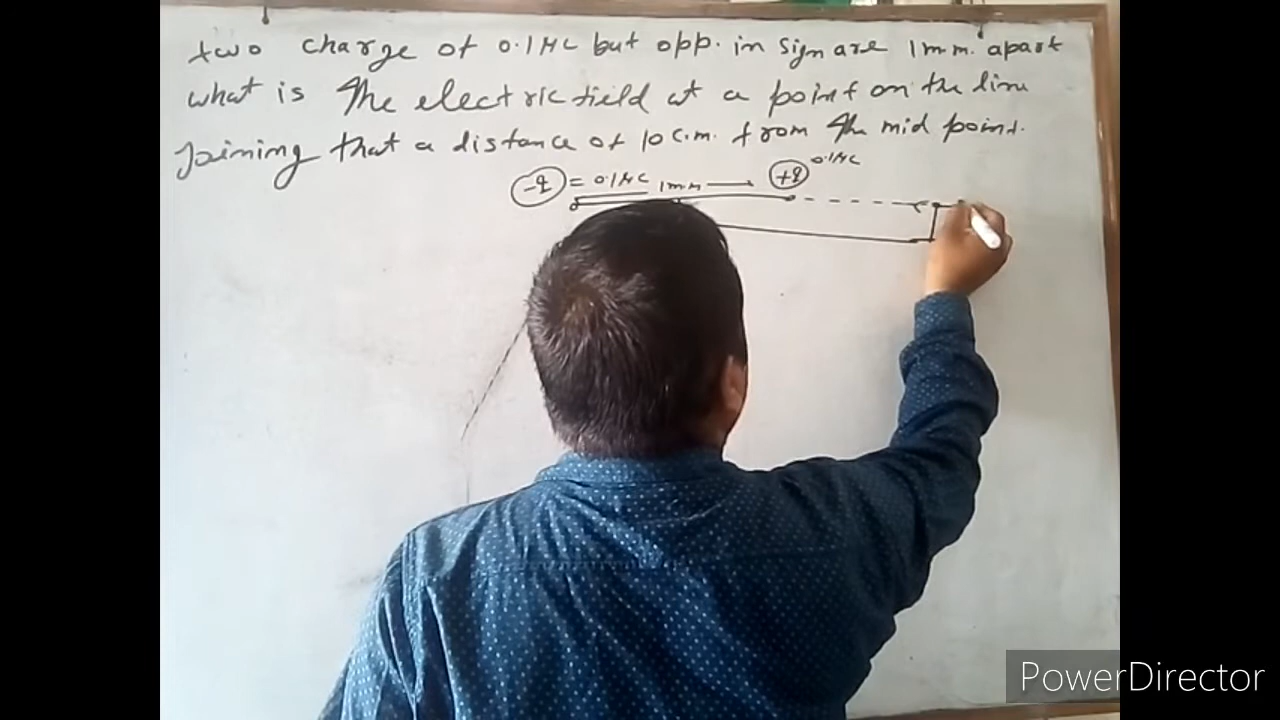 two charge of 0.1μC but opp. in sign are 1m.m. apart
what is the electric field at a point on the line
Joining that a distance of 10 C.m. from the mid point.
-q = 0.1μC 1mm +q 0.1μC
PowerDirector